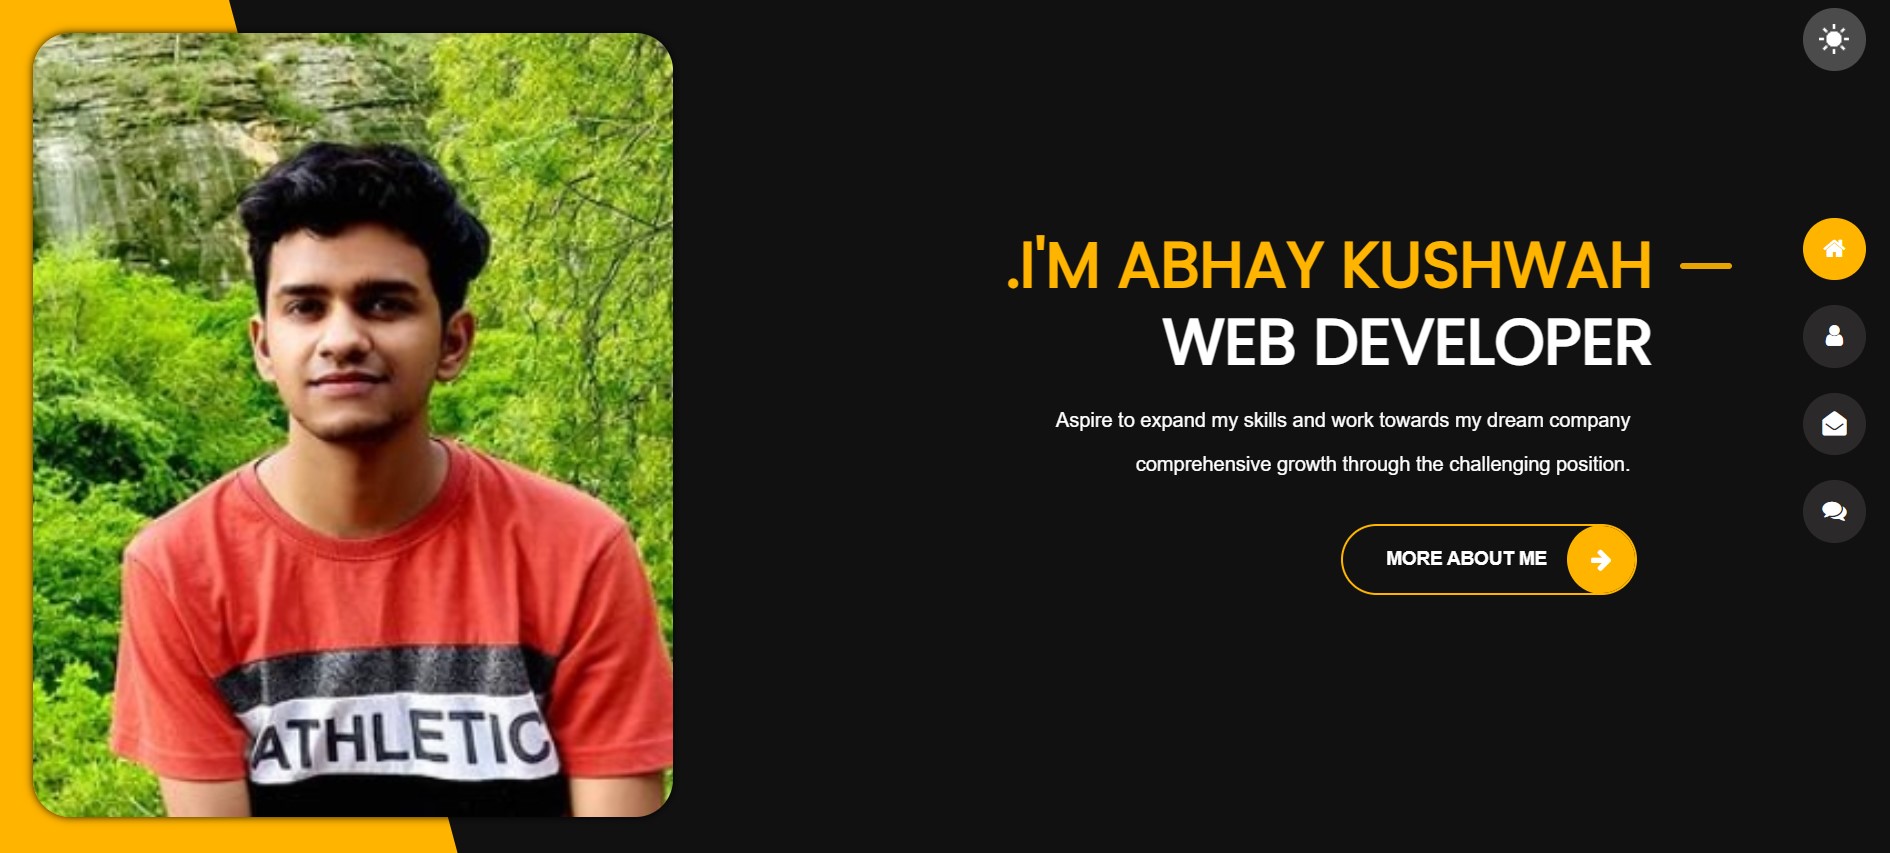 .I'M ABHAY KUSHWAH
WEB DEVELOPER
Aspire to expand my skills and work towards my dream company
comprehensive growth through the challenging position.
MORE ABOUT ME
ATHLETIC